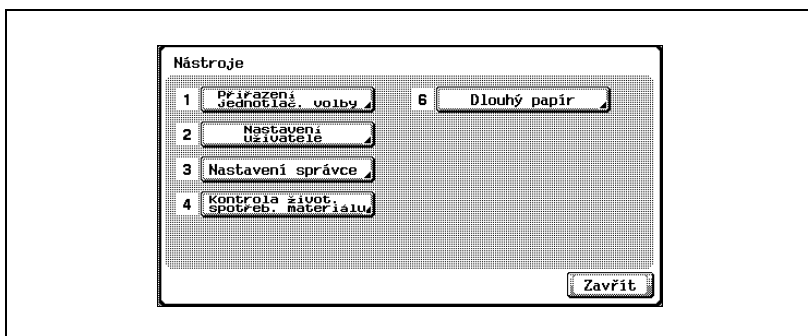 Nástroje
1 Přiřazení
jednotlač. volby
6 Dlouhý papír
2 Nastavení
uživatele
3 Nastavení správce
4 Kontrola život.
spotřeb. materiálu
Zavřít